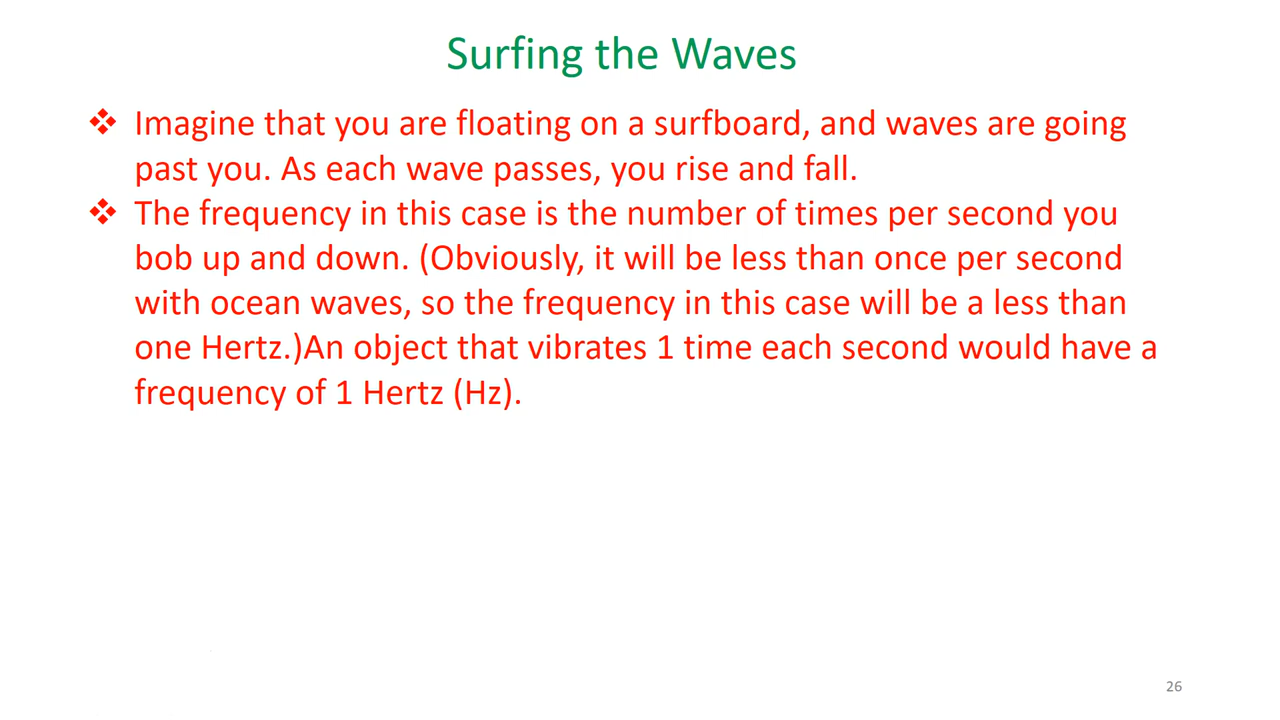 Surfing the Waves
❖ Imagine that you are floating on a surfboard, and waves are going
past you. As each wave passes, you rise and fall.
❖ The frequency in this case is the number of times per second you
bob up and down. (Obviously, it will be less than once per second
with ocean waves, so the frequency in this case will be a less than
one Hertz.)An object that vibrates 1 time each second would have a
frequency of 1 Hertz (Hz).
26